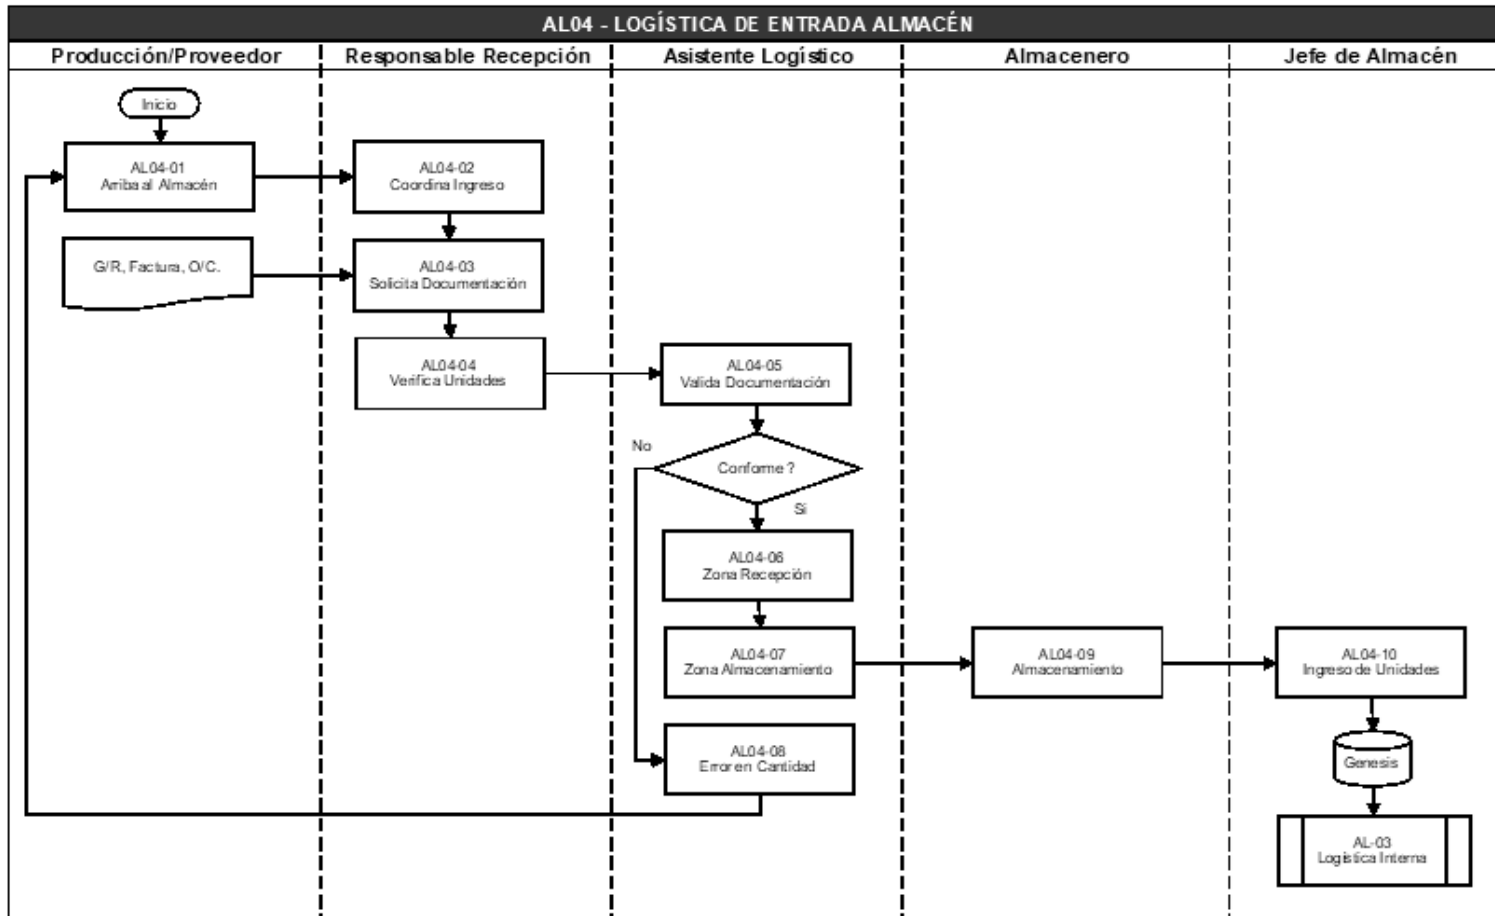 AL04 - LOGÍSTICA DE ENTRADA ALMACÉN
Producción/Proveedor
Responsable Recepción
Asistente Logístico
Almacenero
Jefe de Almacén
Inicio
AL04-01
Arriba al Almacén
AL04-02
Coordina Ingreso
G/R, Factura, O/C.
AL04-03
Solicita Documentación
AL04-04
Verifica Unidades
AL04-05
Valida Documentación
No
Conforme ?
Si
AL04-06
Zona Recepción
AL04-07
Zona Almacenamiento
AL04-09
Almacenamiento
AL04-10
Ingreso de Unidades
AL04-08
Error en Cantidad
Genesis
AL-03
Logística Interna